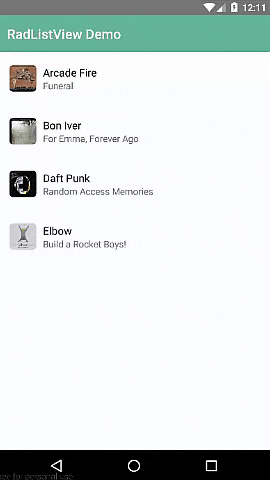 12:11
RadListView Demo
Arcade Fire
Funeral
Bon Iver
For Emma, Forever Ago
Daft Punk
Random Access Memories
Elbow
Build a Rocket Boys!
free for personal use